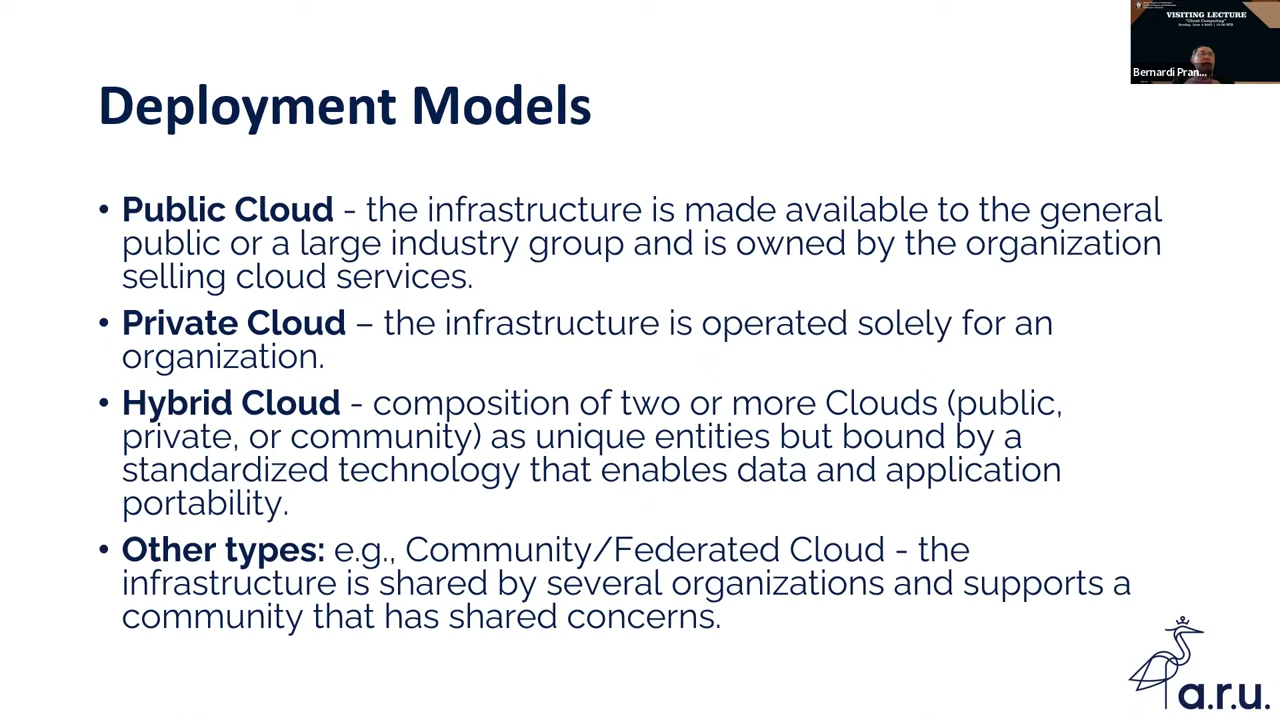 VISITING LECTURE
"Cloud Computing"
Bernardi Pran...
Deployment Models
• Public Cloud - the infrastructure is made available to the general
public or a large industry group and is owned by the organization
selling cloud services.
• Private Cloud – the infrastructure is operated solely for an
organization.
• Hybrid Cloud - composition of two or more Clouds (public,
private, or community) as unique entities but bound by a
standardized technology that enables data and application
portability.
• Other types: e.g., Community/Federated Cloud - the
infrastructure is shared by several organizations and supports a
community that has shared concerns.
a.r.u.